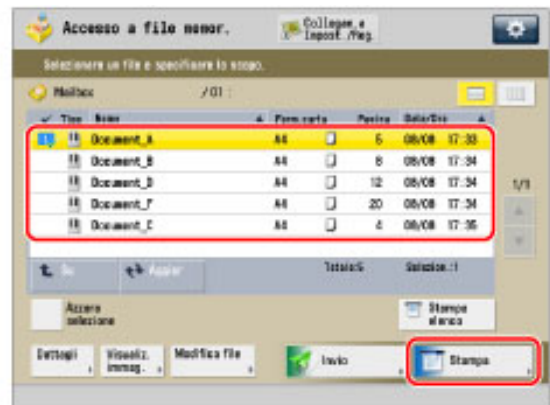 Accesso a file memor.
Collegam. a
Impost. /Reg.
Selezionare un file e specificare lo scopo.
Mailbox /01 :
Tipo Nome Form.carta Pagina Data/Ora
1 Document_A A4 6 08/08 17:33
Document_B A4 8 08/08 17:34
Document_D A4 12 08/08 17:34
Document_F A4 20 08/08 17:34
Document_C A4 4 08/08 17:35
1/1
Su Aggior Totale:5 Selezion.:1
Azzera
selezione
Stampa
elenco
Dettagli
Visualiz.
immag.
Modifica file
Invio
Stampa